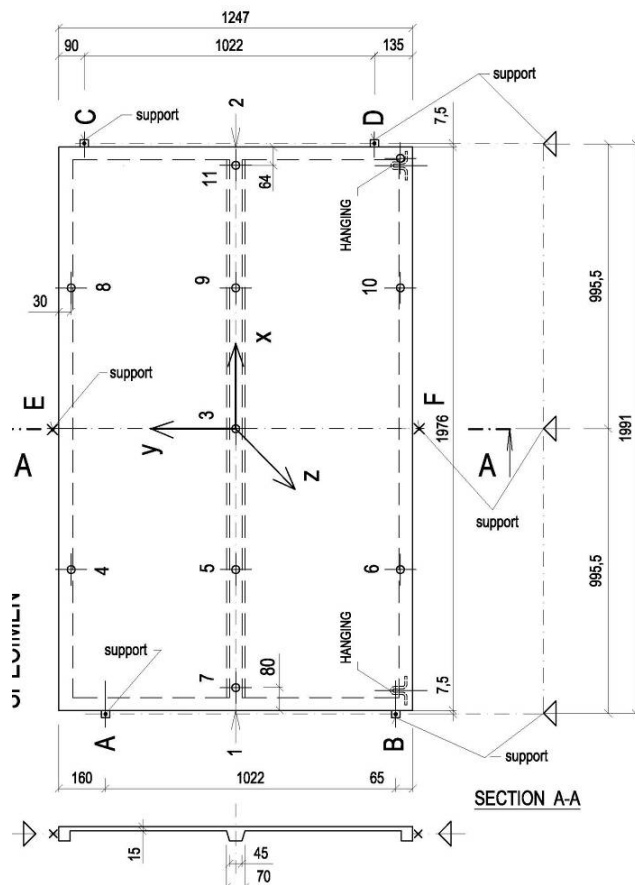 1247
90 1022 135
C support 2 D support
7,5
11 64 HANGING
8 9 10
30
x
995,5
support
E 3 F
1976 1991
A y z A
support
4 5 6
995,5
support
HANGING
7 80 7,5
A 1 B
support
160 1022 65
SECTION A-A
15 45
70